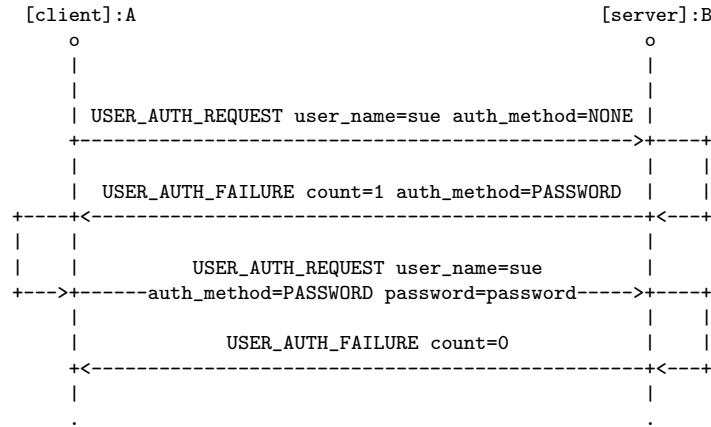 [client]:A [server]:B
USER_AUTH_REQUEST user_name=sue auth_method=NONE
USER_AUTH_FAILURE count=1 auth_method=PASSWORD
USER_AUTH_REQUEST user_name=sue
auth_method=PASSWORD password=password
USER_AUTH_FAILURE count=0